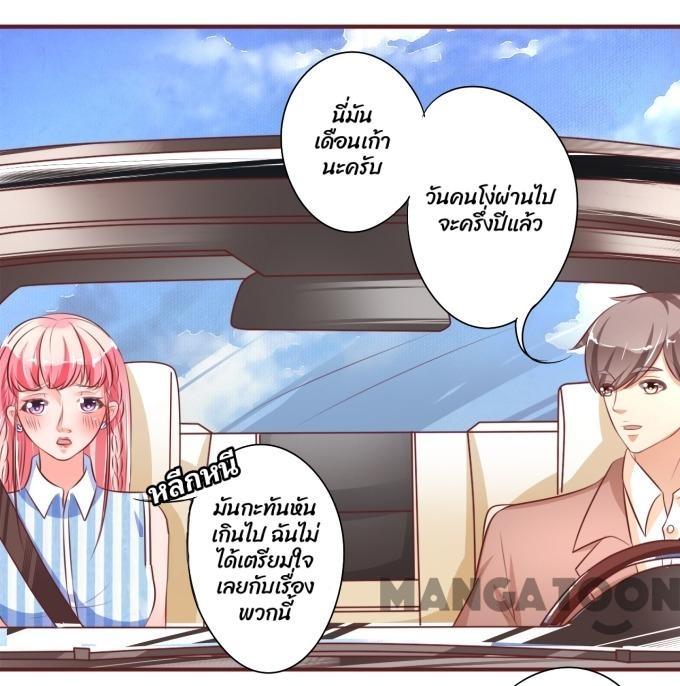 นี่มัน
เดือนเก้า
นะครับ
วันคนโง่ผ่านไป
จะครึ่งปีแล้ว
หลีกหนี
มันกะทันหัน
เกินไป ฉันไม่
ได้เตรียมใจ
เลยกับเรื่อง
พวกนี้
MANGATOON